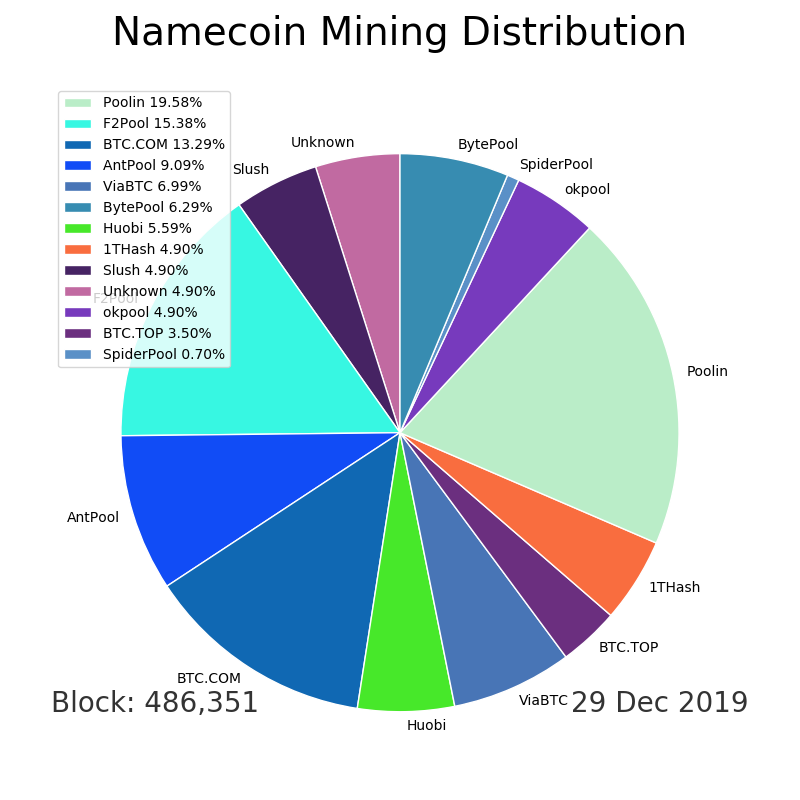 Namecoin Mining Distribution
Poolin 19.58%
F2Pool 15.38%
BTC.COM 13.29%
AntPool 9.09%
ViaBTC 6.99%
BytePool 6.29%
Huobi 5.59%
1THash 4.90%
Slush 4.90%
Unknown 4.90%
okpool 4.90%
BTC.TOP 3.50%
SpiderPool 0.70%
Unknown
BytePool
SpiderPool
Slush
okpool
F2Pool
Poolin
AntPool
1THash
BTC.TOP
BTC.COM
ViaBTC
Huobi
Block: 486,351
29 Dec 2019